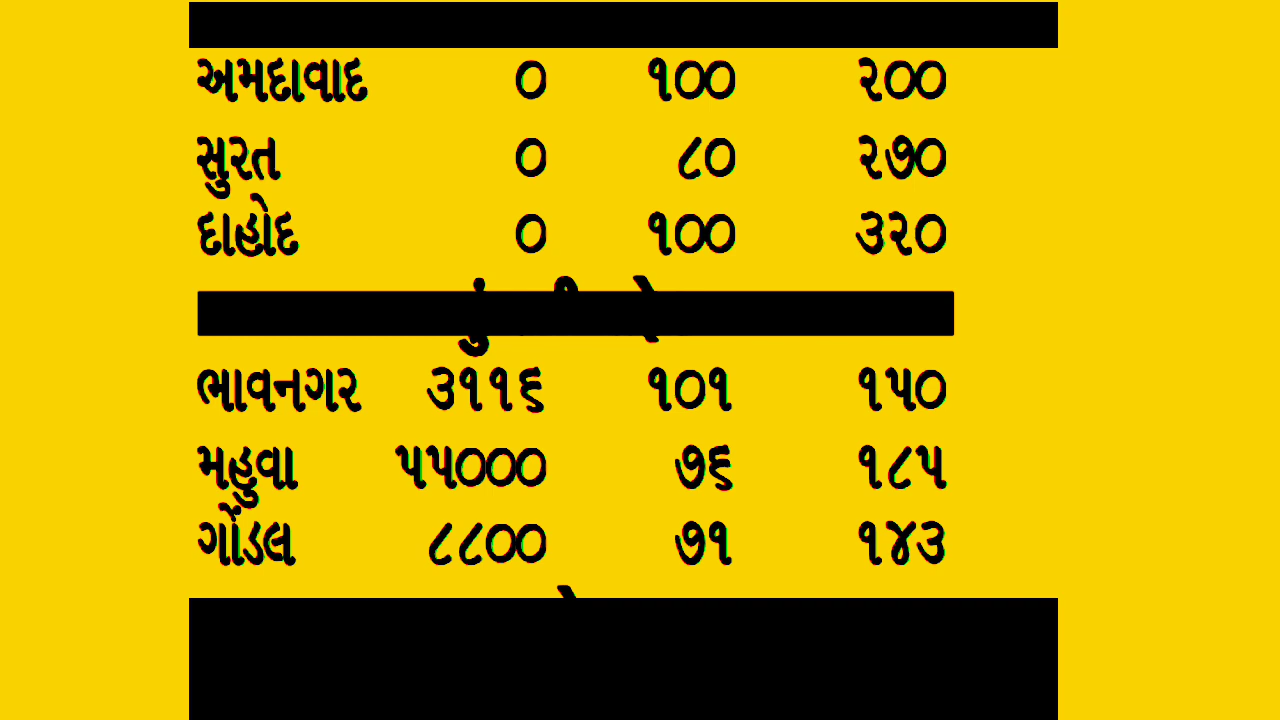 અમદાવાદ ૦ ૧૦૦ ૨૦૦
સુરત ૦ ૮૦ ૨૭૦
દાહોદ ૦ ૧૦૦ ૩૨૦
ભાવનગર ૩૧૧૬ ૧૦૧ ૧૫૦
મહુવા ૫૫૦૦૦ ૭૬ ૧૮૫
ગોંડલ ૮૮૦૦ ૭૧ ૧૪૩